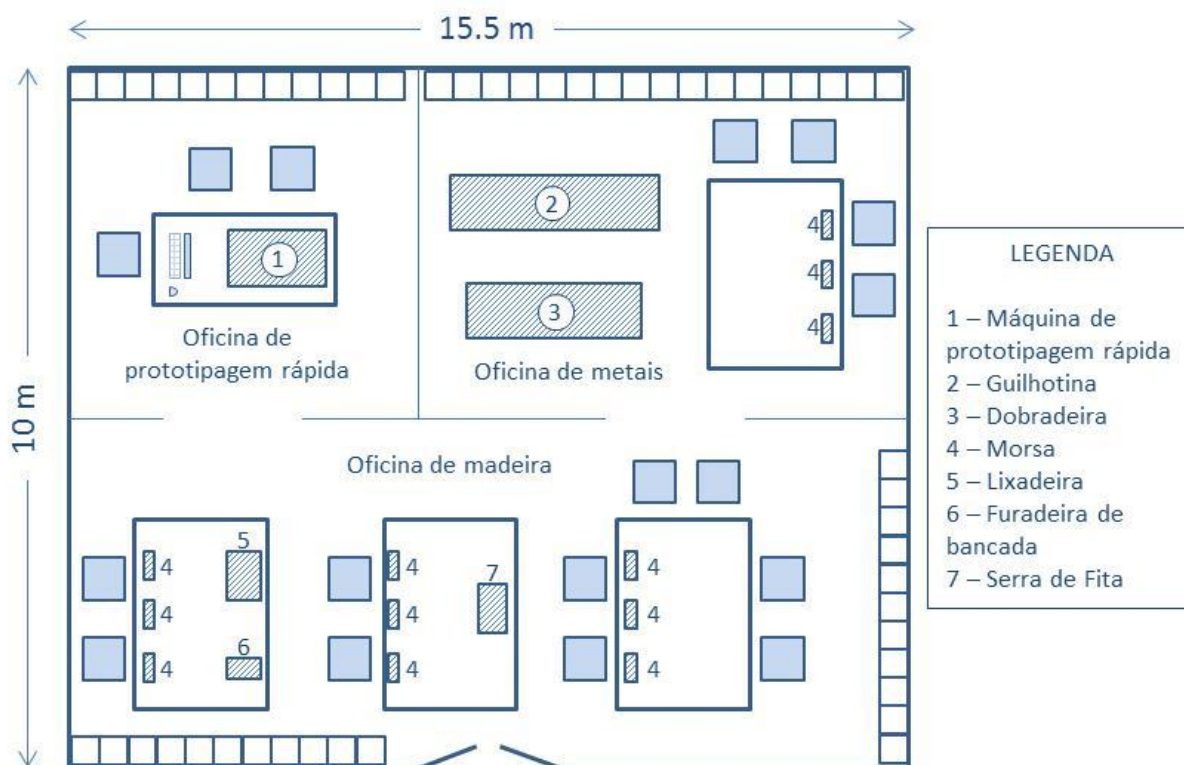 15.5 m
10 m
1
2
3
4
4
4
Oficina de
prototipagem rápida
Oficina de metais
LEGENDA
1 – Máquina de
prototipagem rápida
2 – Guilhotina
3 – Dobradeira
4 – Morsa
5 – Lixadeira
6 – Furadeira de
bancada
7 – Serra de Fita
Oficina de madeira
4
4
4
5
6
4
4
4
7
4
4
4